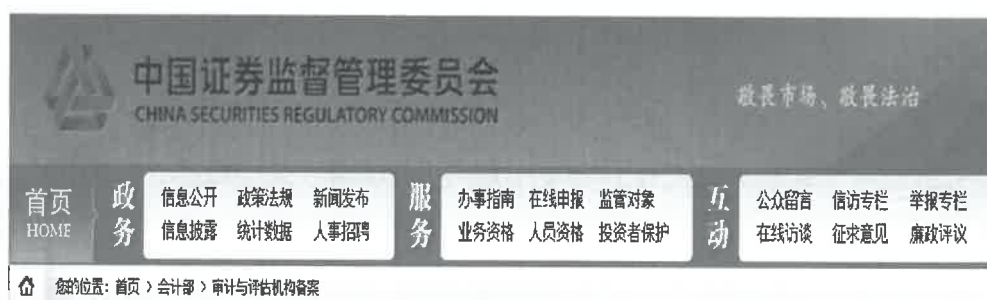 中国证券监督管理委员会
CHINA SECURITIES REGULATORY COMMISSION
敬畏市场、敬畏法治
首页
HOME
政务
信息公开 政策法规 新闻发布
信息披露 统计数据 人事招聘
服务
办事指南 在线申报 监管对象
业务资格 人员资格 投资者保护
互动
公众留言 信访专栏 举报专栏
在线访谈 征求意见 廉政评议
您的位置：首页 > 会计部 > 审计与评估机构备案